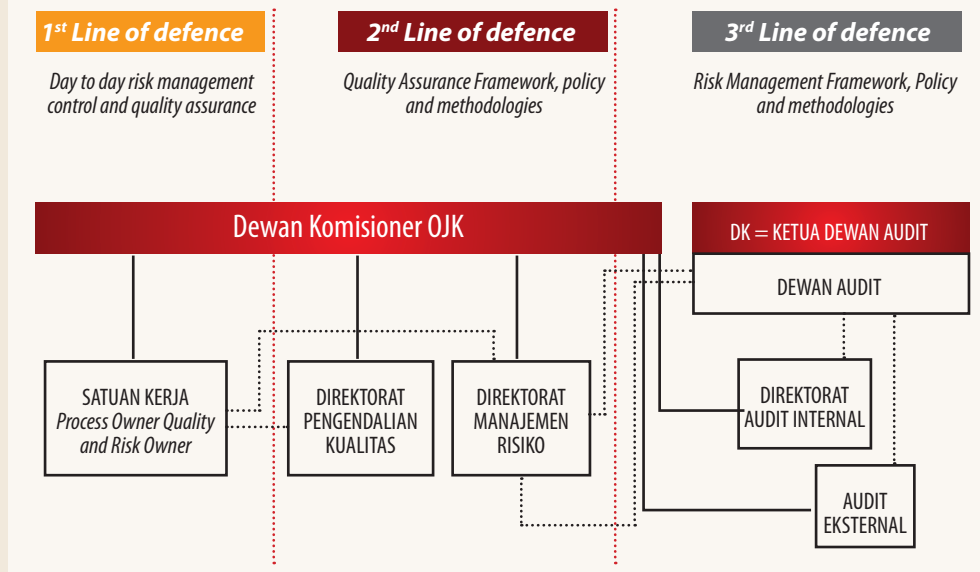 1st Line of defence
Day to day risk management
control and quality assurance
2nd Line of defence
Quality Assurance Framework, policy
and methodologies
3rd Line of defence
Risk Management Framework, Policy
and methodologies
Dewan Komisioner OJK
DK = KETUA DEWAN AUDIT
DEWAN AUDIT
SATUAN KERJA
Process Owner Quality
and Risk Owner
DIREKTORAT
PENGENDALIAN
KUALITAS
DIREKTORAT
MANAJEMEN
RISIKO
DIREKTORAT
AUDIT INTERNAL
AUDIT
EKSTERNAL